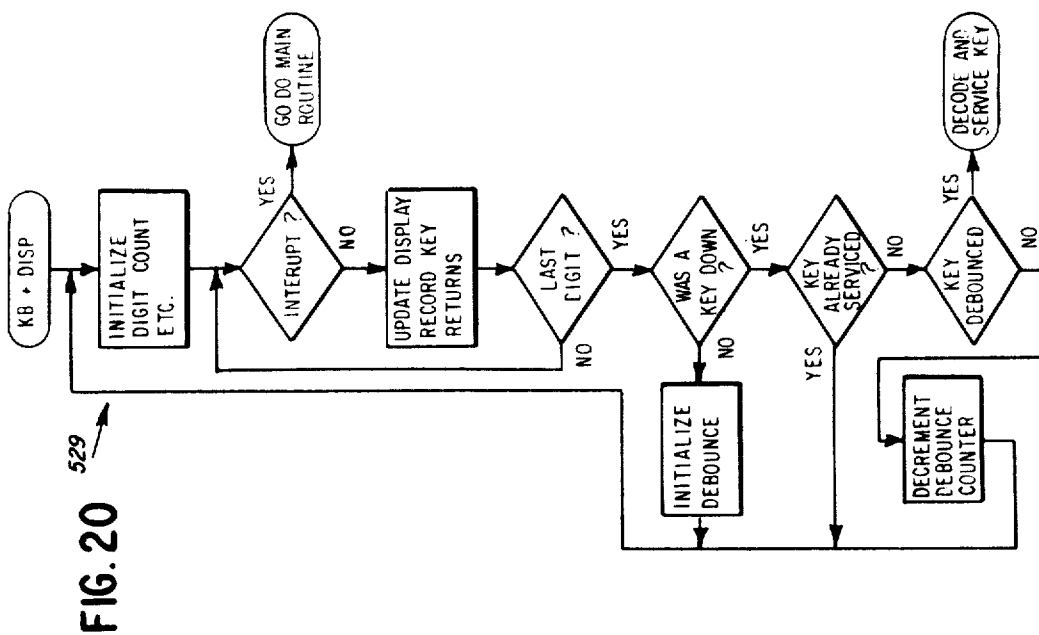 FIG. 20
529
KB + DISP
INITIALIZE
DIGIT COUNT
ETC.
INTERUPT ?
YES
GO DO MAIN
ROUTINE
NO
UPDATE DISPLAY
RECORD KEY
RETURNS
LAST
DIGIT ?
NO
YES
WAS A
KEY DOWN
?
NO
INITIALIZE
DEBOUNCE
YES
KEY
ALREADY
SERVICED
?
YES
NO
KEY
DEBOUNCED
YES
DECODE AND
SERVICE KEY
NO
DECREMENT
DEBOUNCE
COUNTER